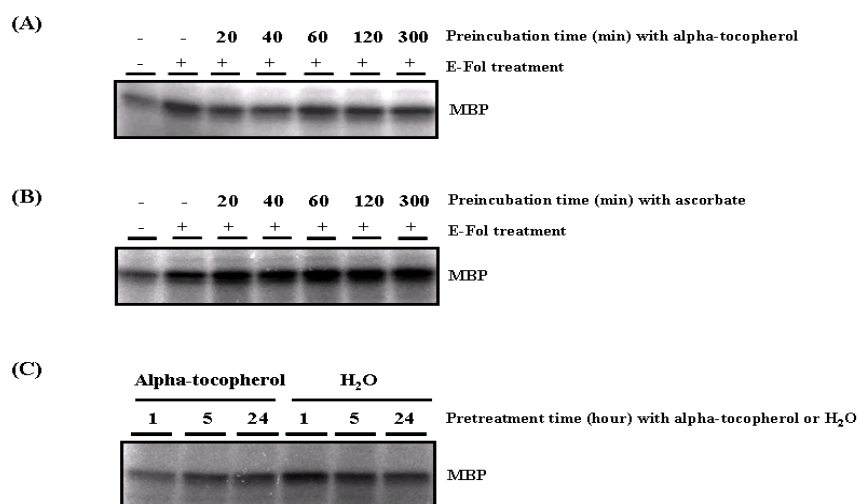 (A)
- - 20 40 60 120 300 Preincubation time (min) with alpha-tocopherol
- + + + + + + E-Fol treatment
MBP
(B)
- - 20 40 60 120 300 Preincubation time (min) with ascorbate
- + + + + + + E-Fol treatment
MBP
(C)
Alpha-tocopherol H₂O
1 5 24 1 5 24 Pretreatment time (hour) with alpha-tocopherol or H₂O
MBP